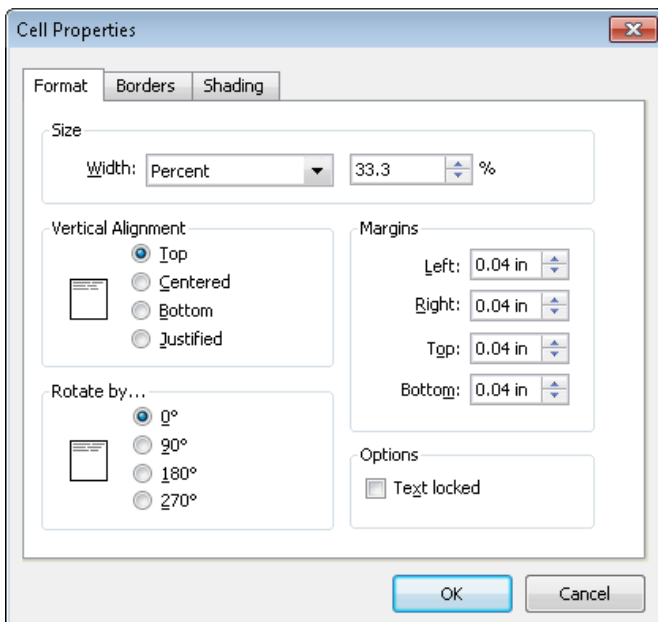 Cell Properties
Format Borders Shading
Size
Width: Percent 33.3 %
Vertical Alignment
Top
Centered
Bottom
Justified
Margins
Left: 0.04 in
Right: 0.04 in
Top: 0.04 in
Bottom: 0.04 in
Rotate by...
0°
90°
180°
270°
Options
Text locked
OK Cancel